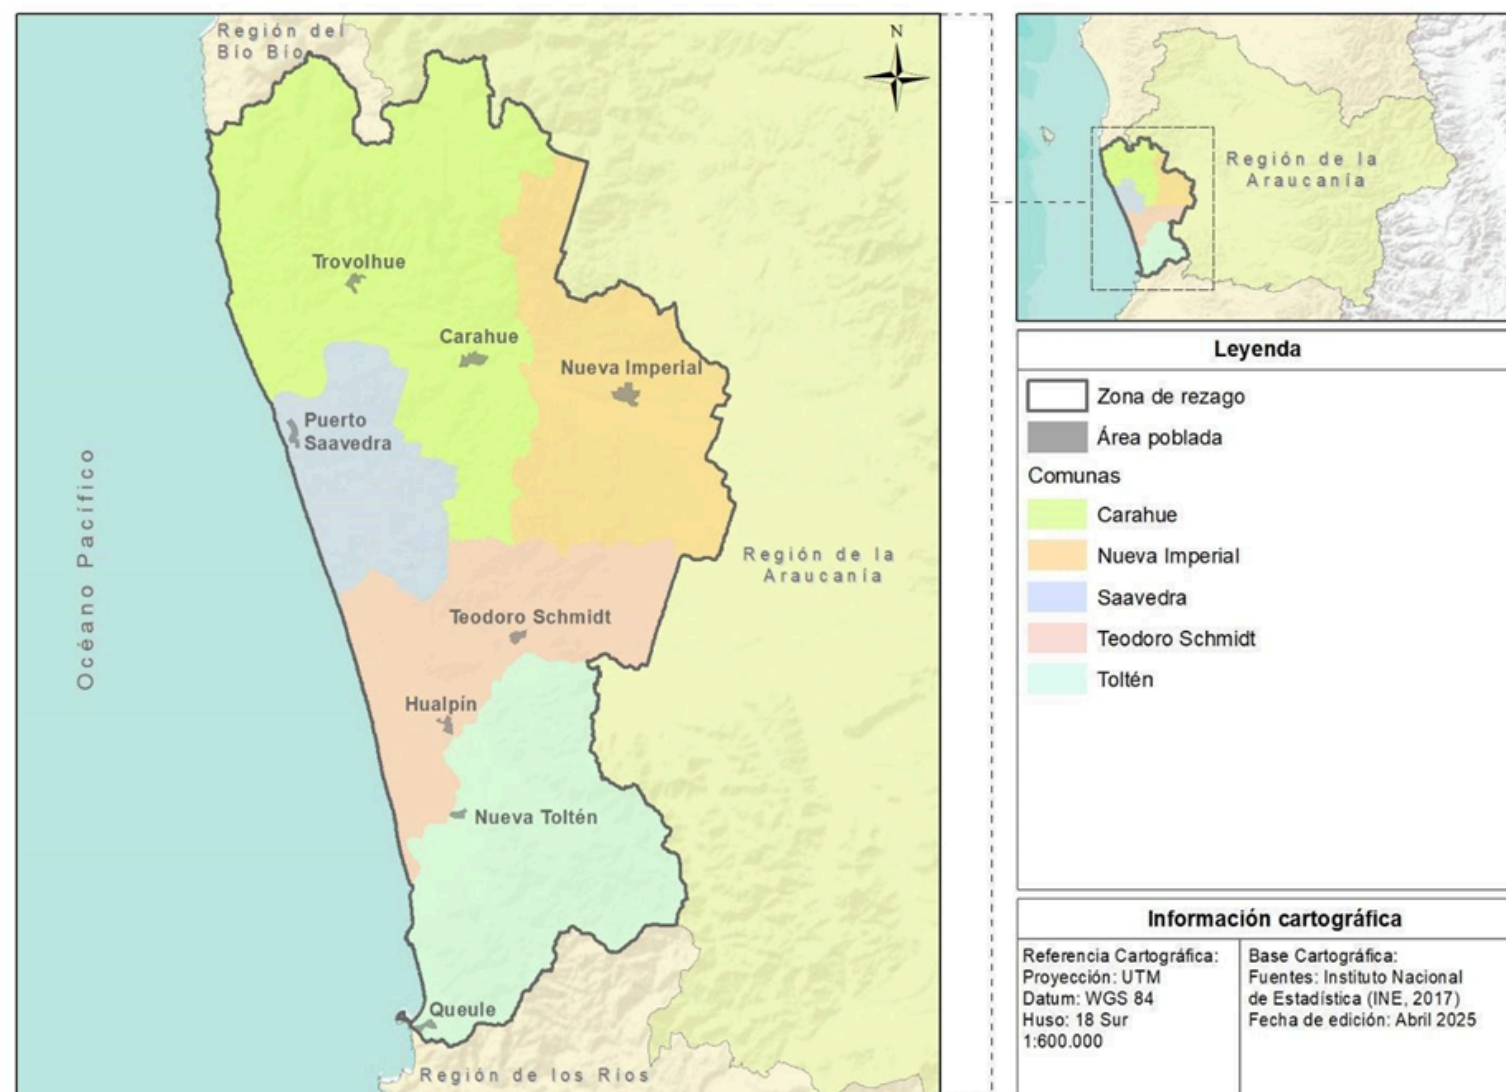 Región del
Bío Bío
N
Trovolhue
Carahue
Nueva Imperial
Puerto
Saavedra
Océano Pacífico
Región de la
Araucanía
Teodoro Schmidt
Hualpín
Nueva Toltén
Queule
Región de los Ríos
Región de la
Araucanía
Leyenda
Zona de rezago
Área poblada
Comunas
Carahue
Nueva Imperial
Saavedra
Teodoro Schmidt
Toltén
Información cartográfica
Referencia Cartográfica:
Proyección: UTM
Datum: WGS 84
Huso: 18 Sur
1:600.000
Base Cartográfica:
Fuentes: Instituto Nacional
de Estadística (INE, 2017)
Fecha de edición: Abril 2025